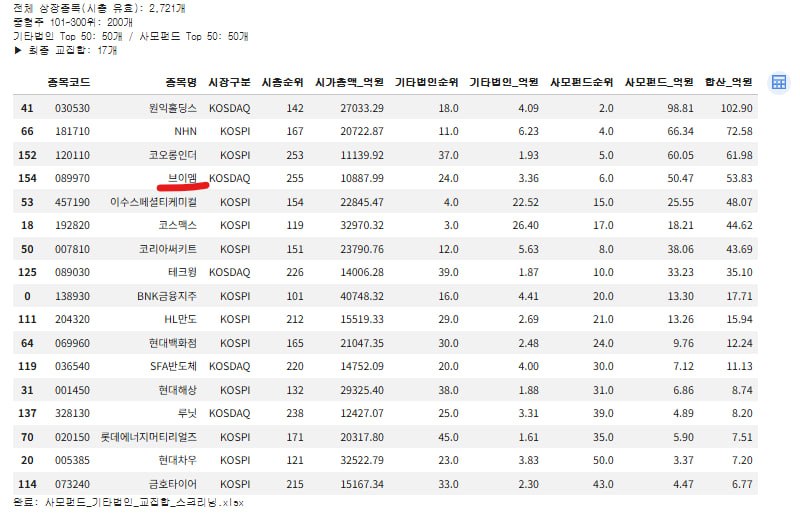 전체 상장종목(시총 유효): 2,721개
중형주 101-300위: 200개
기타법인 Top 50: 50개 / 사모펀드 Top 50: 50개
▶ 최종 교집합: 17개
종목코드 종목명 시장구분 시총순위 시가총액_억원 기타법인순위 기타법인_억원 사모펀드순위 사모펀드_억원 합산_억원
41 030530 원익홀딩스 KOSDAQ 142 27033.29 18.0 4.09 2.0 98.81 102.90
66 181710 NHN KOSPI 167 20722.87 11.0 6.23 4.0 66.34 72.58
152 120110 코오롱인더 KOSPI 253 11139.92 37.0 1.93 5.0 60.05 61.98
154 089970 브이엠 KOSDAQ 255 10887.99 24.0 3.36 6.0 50.47 53.83
53 457190 이수스페셜티케미컬 KOSPI 154 22845.47 4.0 22.52 15.0 25.55 48.07
18 192820 코스맥스 KOSPI 119 32970.32 3.0 26.40 17.0 18.21 44.62
50 007810 코리아써키트 KOSPI 151 23790.76 12.0 5.63 8.0 38.06 43.69
125 089030 테크윙 KOSDAQ 226 14006.28 39.0 1.87 10.0 33.23 35.10
0 138930 BNK금융지주 KOSPI 101 40748.32 16.0 4.41 20.0 13.30 17.71
111 204320 HL만도 KOSPI 212 15519.33 29.0 2.69 21.0 13.26 15.94
64 069960 현대백화점 KOSPI 165 21047.35 30.0 2.48 24.0 9.76 12.24
119 036540 SFA반도체 KOSDAQ 220 14752.09 20.0 4.00 30.0 7.12 11.13
31 001450 현대해상 KOSPI 132 29325.40 38.0 1.88 31.0 6.86 8.74
137 328130 루닛 KOSDAQ 238 12427.07 25.0 3.31 39.0 4.89 8.20
70 020150 롯데에너지머티리얼즈 KOSPI 171 20317.80 45.0 1.61 35.0 5.90 7.51
20 005385 현대차우 KOSPI 121 32522.79 23.0 3.83 50.0 3.37 7.20
114 073240 금호타이어 KOSPI 215 15167.34 33.0 2.30 43.0 4.47 6.77
완료: 사모펀드_기타법인_교집합_스크리닝.xlsx